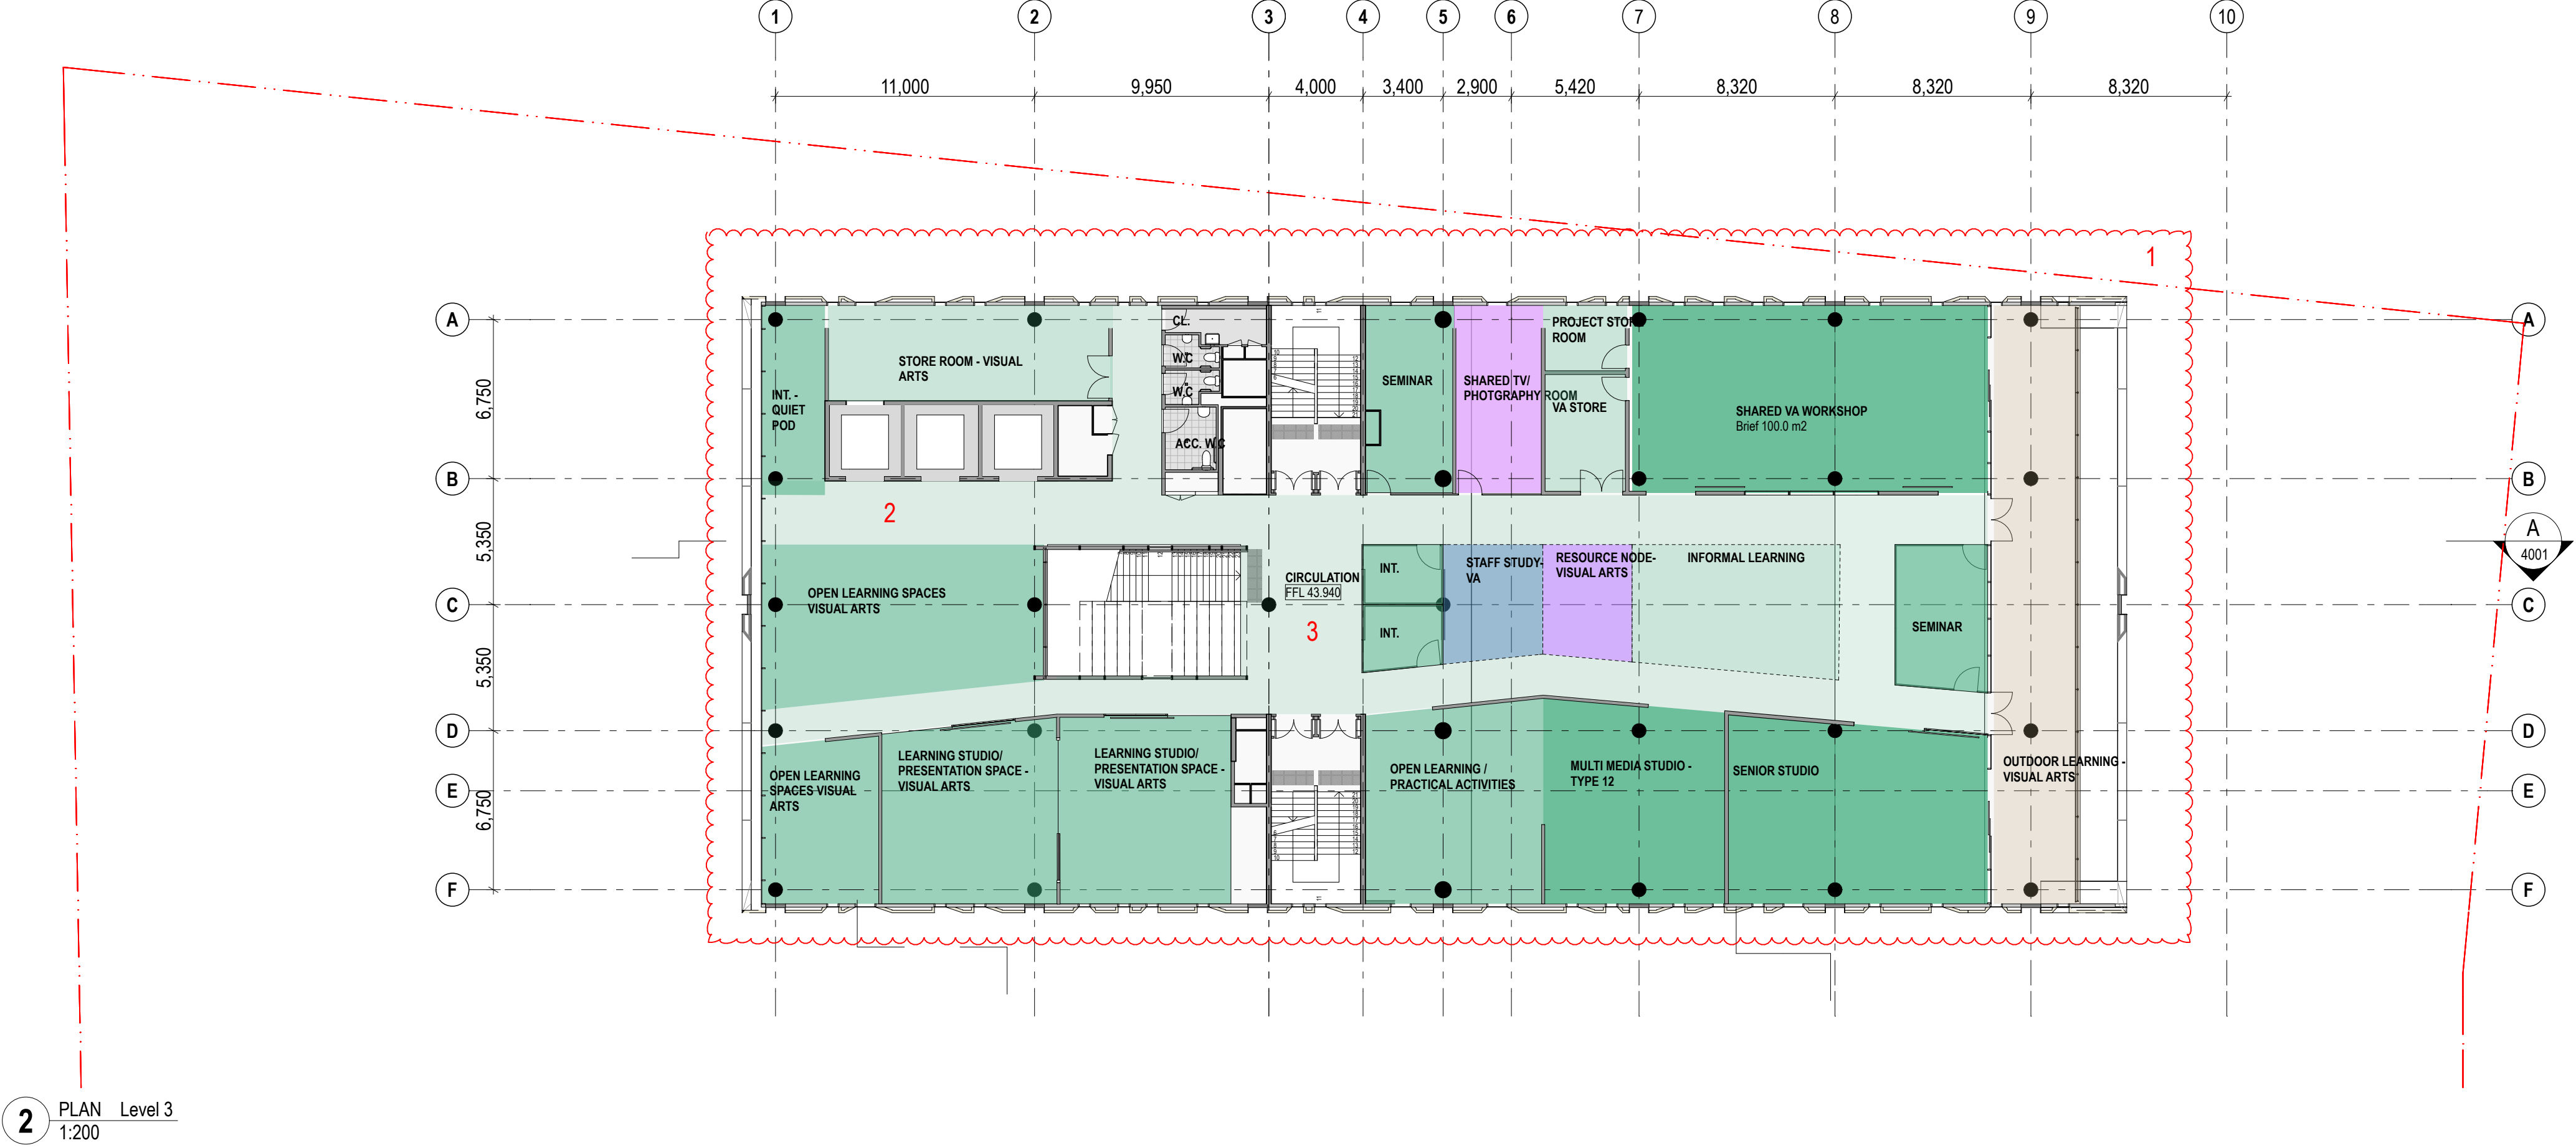 1 2 3 4 5 6 7 8 9 10
11,000 9,950 4,000 3,400 2,900 5,420 8,320 8,320 8,320
1
A A
CL.
PROJECT STOR
ROOM
STORE ROOM - VISUAL
ARTS
W.C
SEMINAR
SHARED TV/
PHOTGRAPHY ROOM
INT. -
QUIET
POD
W.C
VA STORE
SHARED VA WORKSHOP
Brief 100.0 m2
6,750
ACC. W.C
B B
2
5,350
A
4001
INT.
STAFF STUDY-
VA
RESOURCE NODE-
VISUAL ARTS
INFORMAL LEARNING
CIRCULATION
FFL 43.940
OPEN LEARNING SPACES
VISUAL ARTS
C C
3
INT.
SEMINAR
5,350
D D
LEARNING STUDIO/
PRESENTATION SPACE -
VISUAL ARTS
LEARNING STUDIO/
PRESENTATION SPACE -
VISUAL ARTS
OPEN LEARNING
SPACES VISUAL
ARTS
OPEN LEARNING /
PRACTICAL ACTIVITIES
MULTI MEDIA STUDIO -
TYPE 12
SENIOR STUDIO
OUTDOOR LEARNING -
VISUAL ARTS
E E
6,750
F F
2
PLAN Level 3
1:200